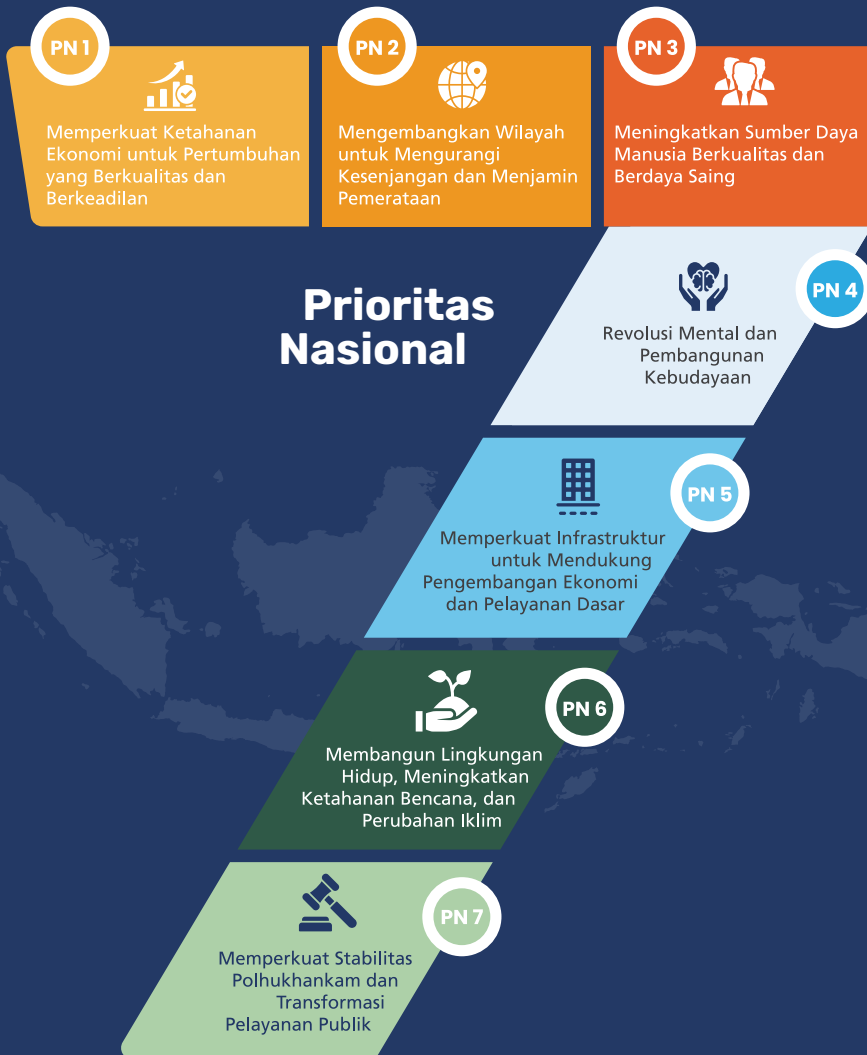 PN 1
Memperkuat Ketahanan
Ekonomi untuk Pertumbuhan
yang Berkualitas dan
Berkeadilan
PN 2
Mengembangkan Wilayah
untuk Mengurangi
Kesenjangan dan Menjamin
Pemerataan
PN 3
Meningkatkan Sumber Daya
Manusia Berkualitas dan
Berdaya Saing
Prioritas
Nasional
PN 4
Revolusi Mental dan
Pembangunan
Kebudayaan
PN 5
Memperkuat Infrastruktur
untuk Mendukung
Pengembangan Ekonomi
dan Pelayanan Dasar
PN 6
Membangun Lingkungan
Hidup, Meningkatkan
Ketahanan Bencana, dan
Perubahan Iklim
PN 7
Memperkuat Stabilitas
Polhukhankam dan
Transformasi
Pelayanan Publik